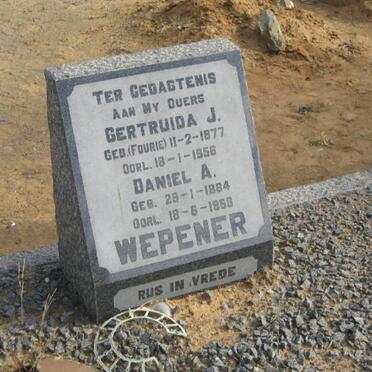 TER GEDAGTENIS
AAN MY OUERS
GERTRUIDA J.
GEB.(FOURIE) 11-2-1877
OORL. 18-1-1956
DANIEL A.
GEB. 29-1-1884
OORL. 18-6-1958
WEPENER
RUS IN VREDE